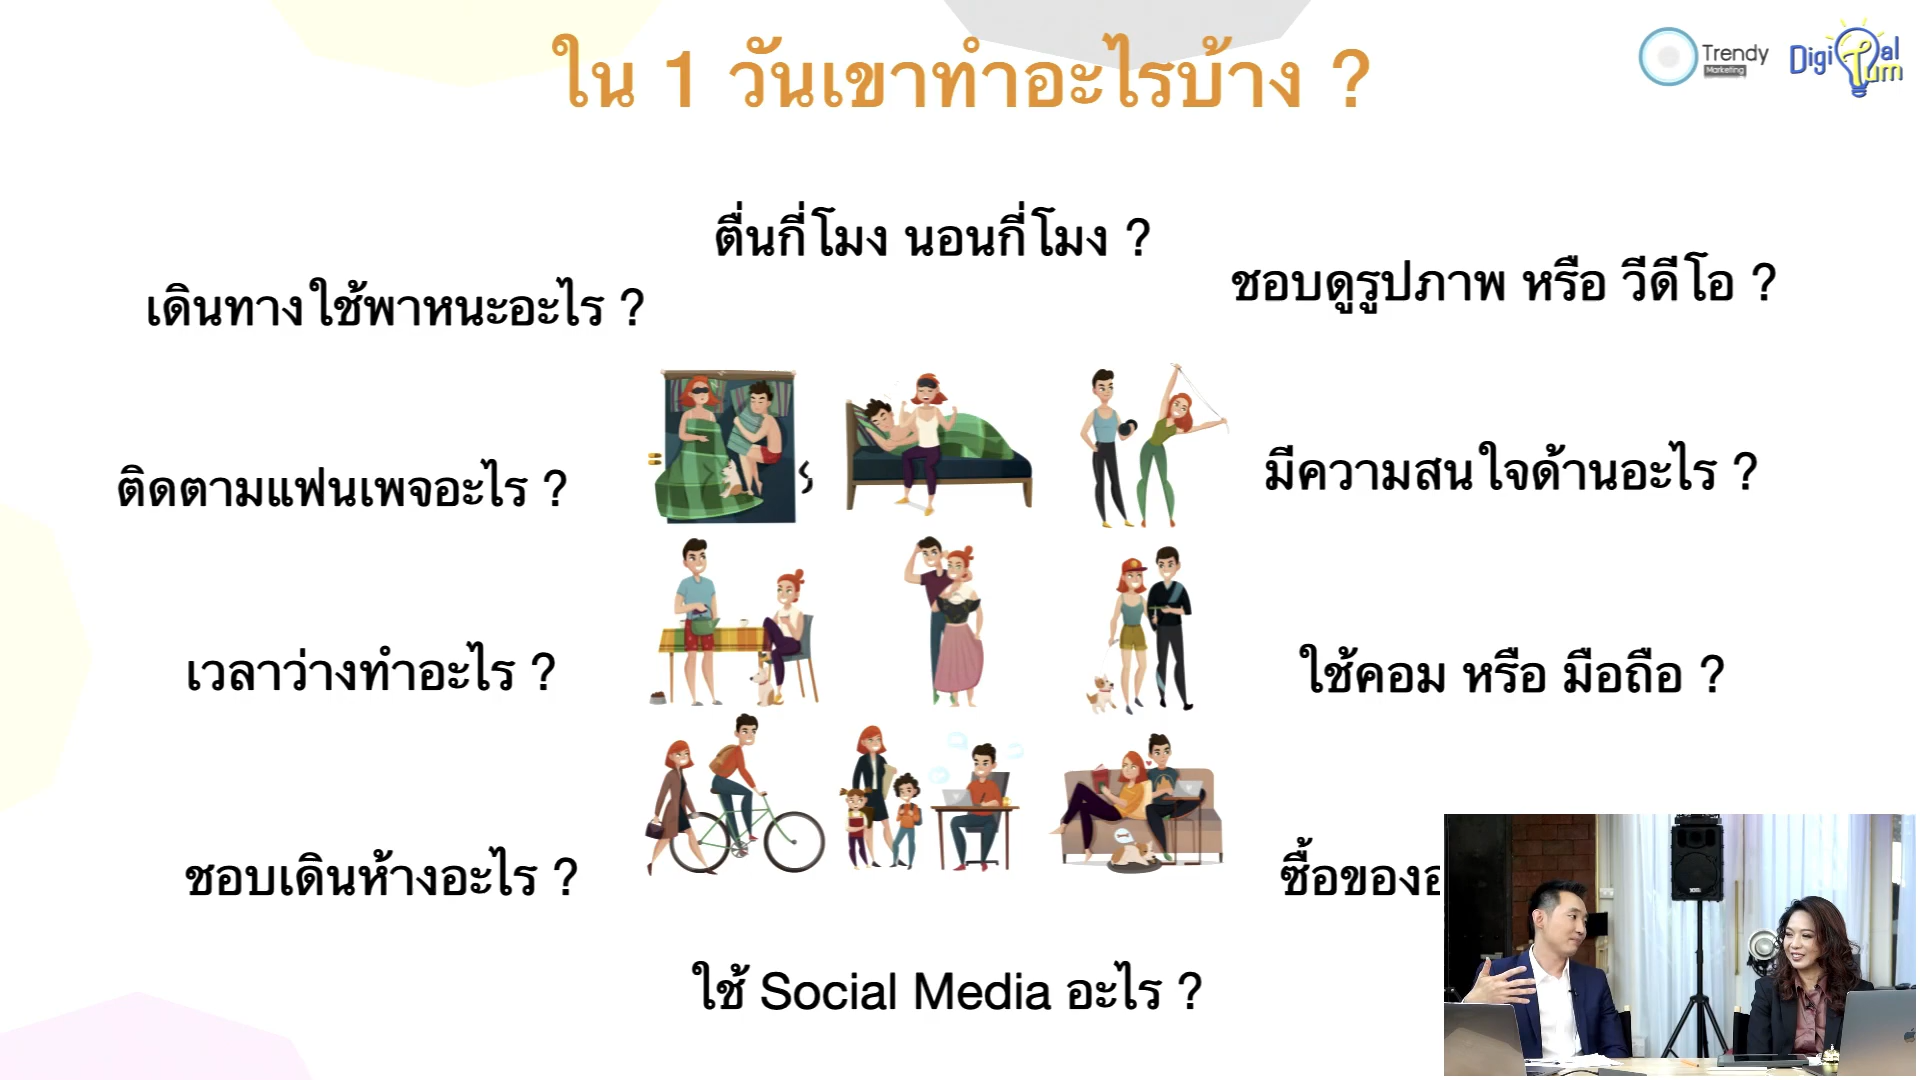 ใน 1 วันเขาทำอะไรบ้าง ?
Trendy
Marketing
Digital
Tum
ตื่นกี่โมง นอนกี่โมง ?
เดินทางใช้พาหนะอะไร ?
ชอบดูรูปภาพ หรือ วีดีโอ ?
ติดตามแฟนเพจอะไร ?
มีความสนใจด้านอะไร ?
เวลาว่างทำอะไร ?
ใช้คอม หรือ มือถือ ?
ชอบเดินห้างอะไร ?
ซื้อของ
ใช้ Social Media อะไร ?